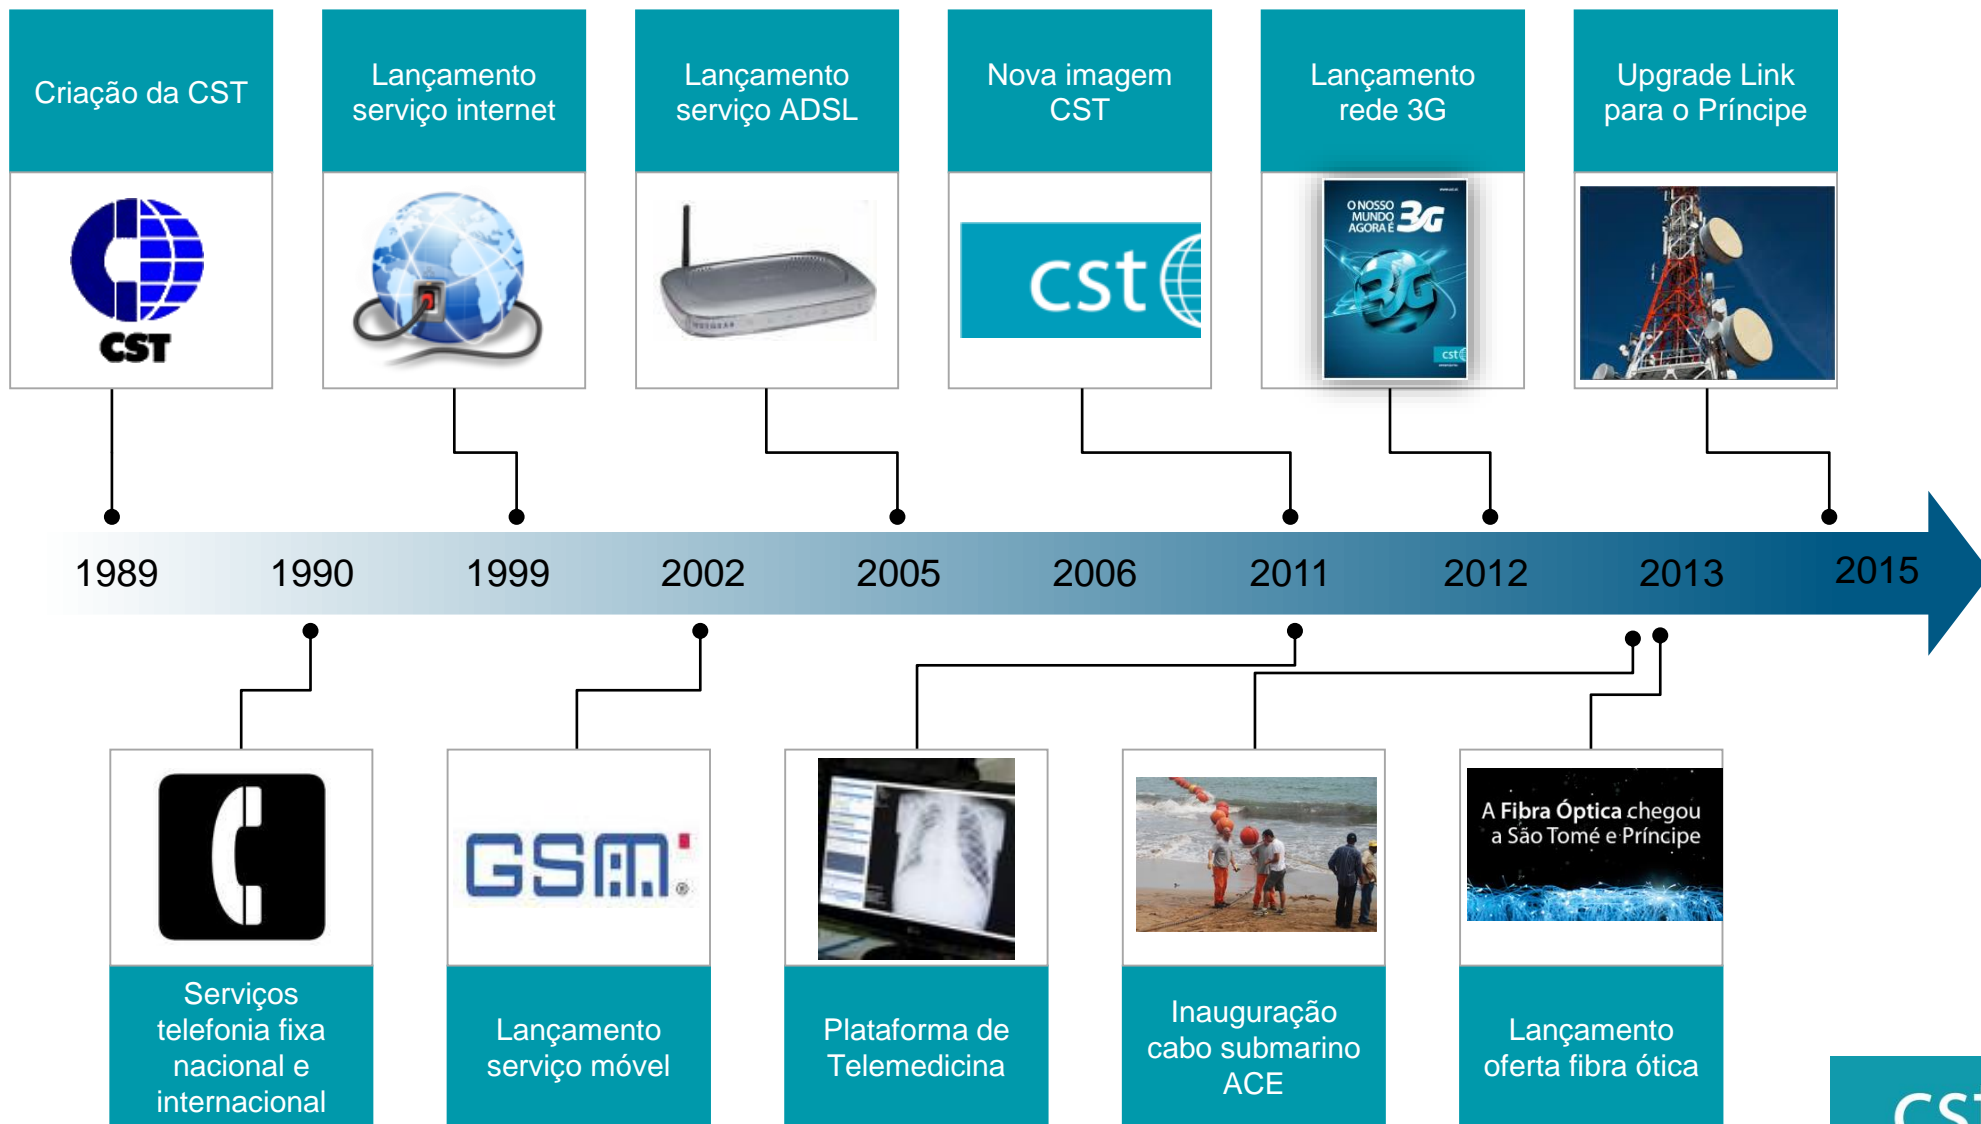 Criação da CST
Lançamento
serviço internet
Lançamento
serviço ADSL
Nova imagem
CST
Lançamento
rede 3G
Upgrade Link
para o Príncipe
CST
NETGEAR
cst
O NOSSO
MUNDO
AGORA É 3G
3G
cst
1989 1990 1999 2002 2005 2006 2011 2012 2013 2015
GSM
®
A Fibra Óptica chegou
a São Tomé e Príncipe
Serviços
telefonia fixa
nacional e
internacional
Lançamento
serviço móvel
Plataforma de
Telemedicina
Inauguração
cabo submarino
ACE
Lançamento
oferta fibra ótica
cst